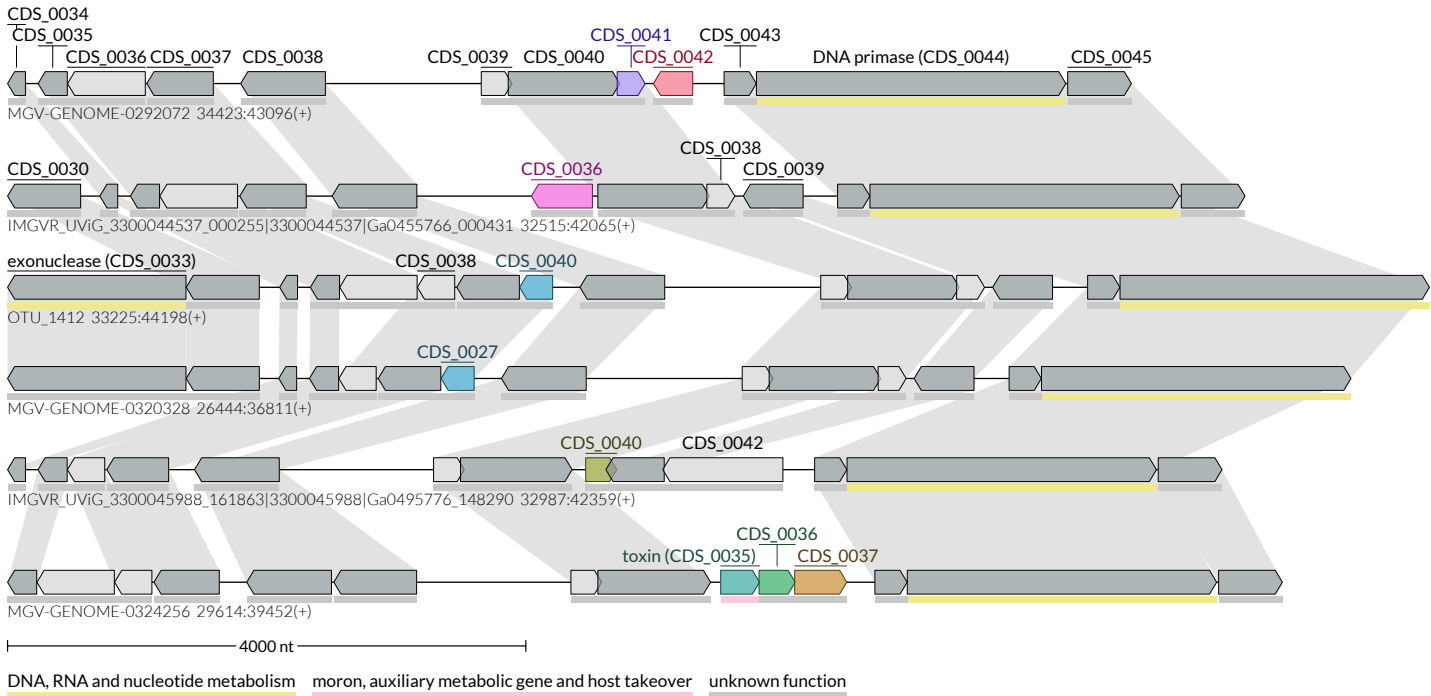 CDS_0034
CDS_0035
CDS_0036 CDS_0037 CDS_0038 CDS_0039 CDS_0040 CDS_0041 CDS_0042 CDS_0043 DNA primase (CDS_0044) CDS_0045
MGV-GENOME-0292072 34423:43096(+)
CDS_0030 CDS_0036 CDS_0038 CDS_0039
IMGVR_UViG_3300044537_000255|3300044537|Ga0455766_000431 32515:42065(+)
exonuclease (CDS_0033) CDS_0038 CDS_0040
OTU_1412 33225:44198(+)
CDS_0027
MGV-GENOME-0320328 26444:36811(+)
CDS_0040 CDS_0042
IMGVR_UViG_3300045988_161863|3300045988|Ga0495776_148290 32987:42359(+)
CDS_0036
toxin (CDS_0035) CDS_0037
MGV-GENOME-0324256 29614:39452(+)
4000 nt
DNA, RNA and nucleotide metabolism moron, auxiliary metabolic gene and host takeover unknown function